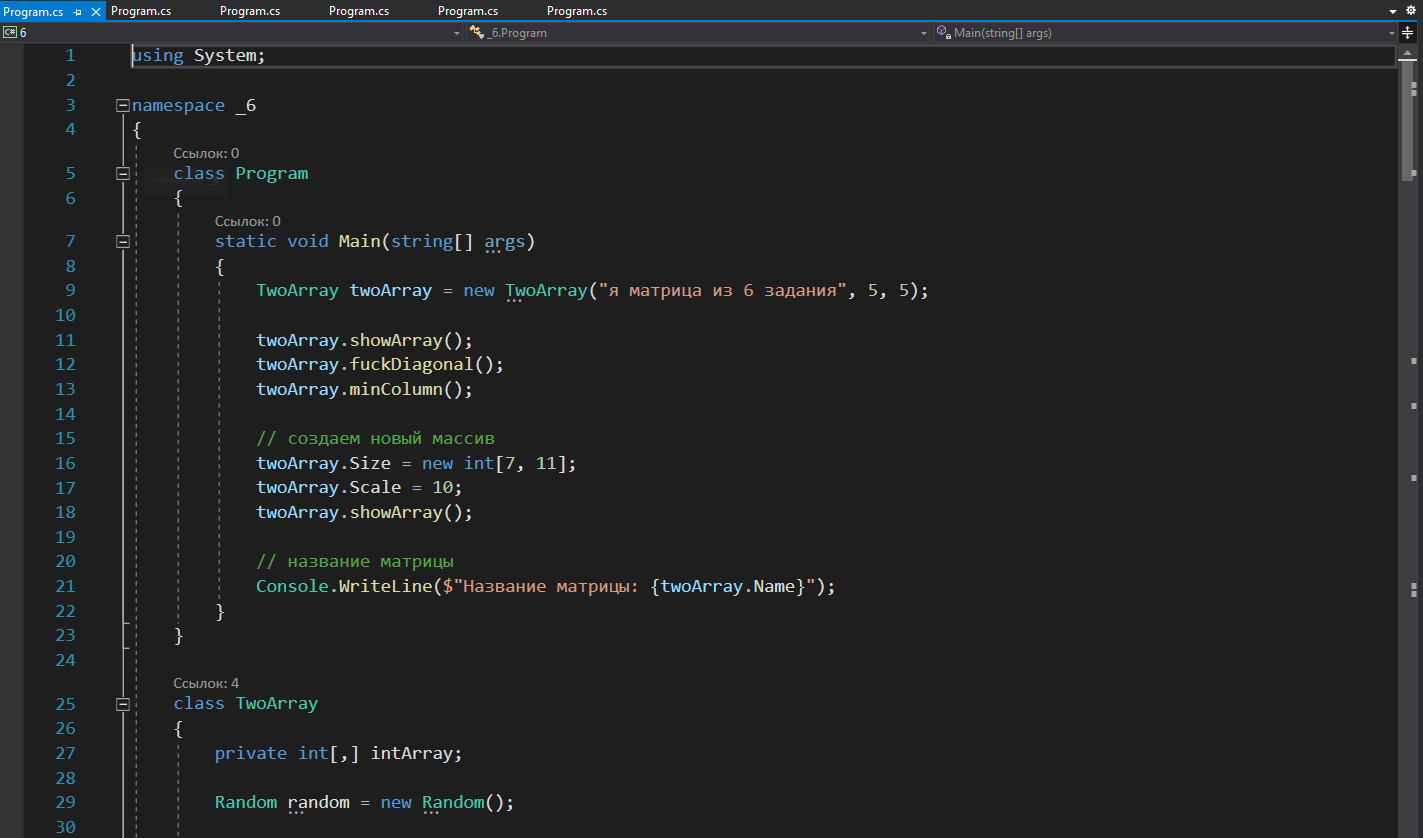 Program.cs Program.cs Program.cs Program.cs Program.cs Program.cs
C# 6 _6.Program Main(string[] args)
1 using System;
2
3 namespace _6
4 {
Ссылок: 0
5 class Program
6 {
Ссылок: 0
7 static void Main(string[] args)
8 {
9 TwoArray twoArray = new TwoArray("я матрица из 6 задания", 5, 5);
10
11 twoArray.showArray();
12 twoArray.fuckDiagonal();
13 twoArray.minColumn();
14
15 // создаем новый массив
16 twoArray.Size = new int[7, 11];
17 twoArray.Scale = 10;
18 twoArray.showArray();
19
20 // название матрицы
21 Console.WriteLine($"Название матрицы: {twoArray.Name}");
22 }
23 }
24
Ссылок: 4
25 class TwoArray
26 {
27 private int[,] intArray;
28
29 Random random = new Random();
30